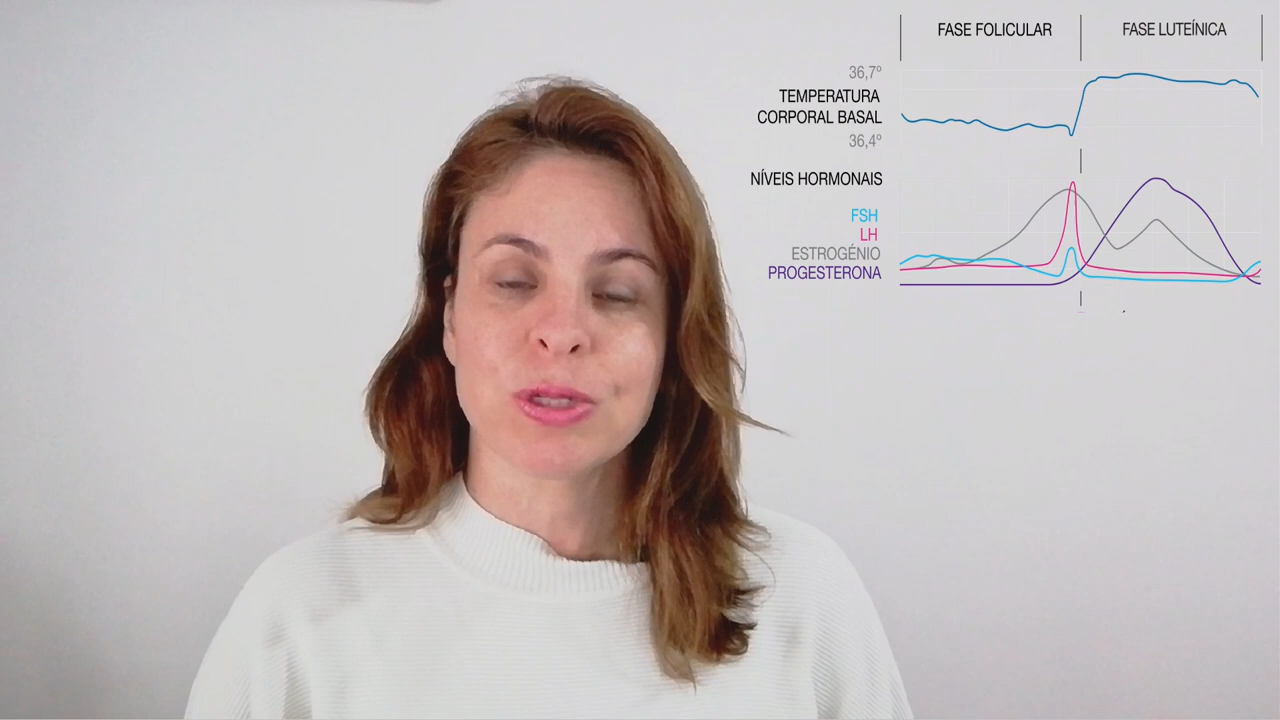 FASE FOLICULAR
FASE LUTEÍNICA
36,7º
TEMPERATURA
CORPORAL BASAL
36,4º
NÍVEIS HORMONAIS
FSH
LH
ESTROGÉNIO
PROGESTERONA